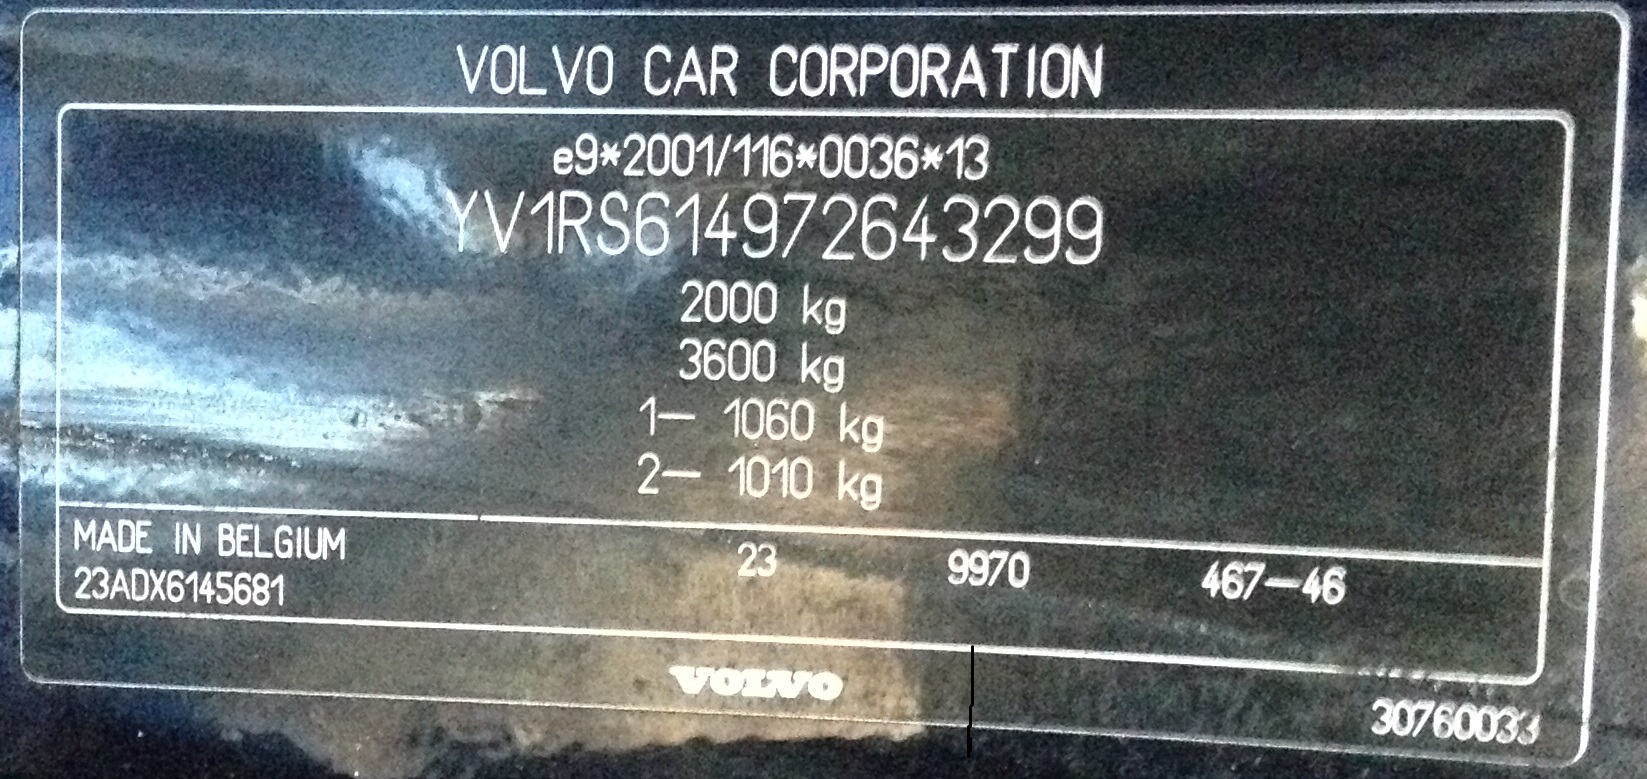 VOLVO CAR CORPORATION
e9*2001/116*0036*13
YV1RS614972643299
2000 kg
3600 kg
1— 1060 kg
2— 1010 kg
MADE IN BELGIUM
23ADX6145681
23 9970 467—46
VOLVO
30760033